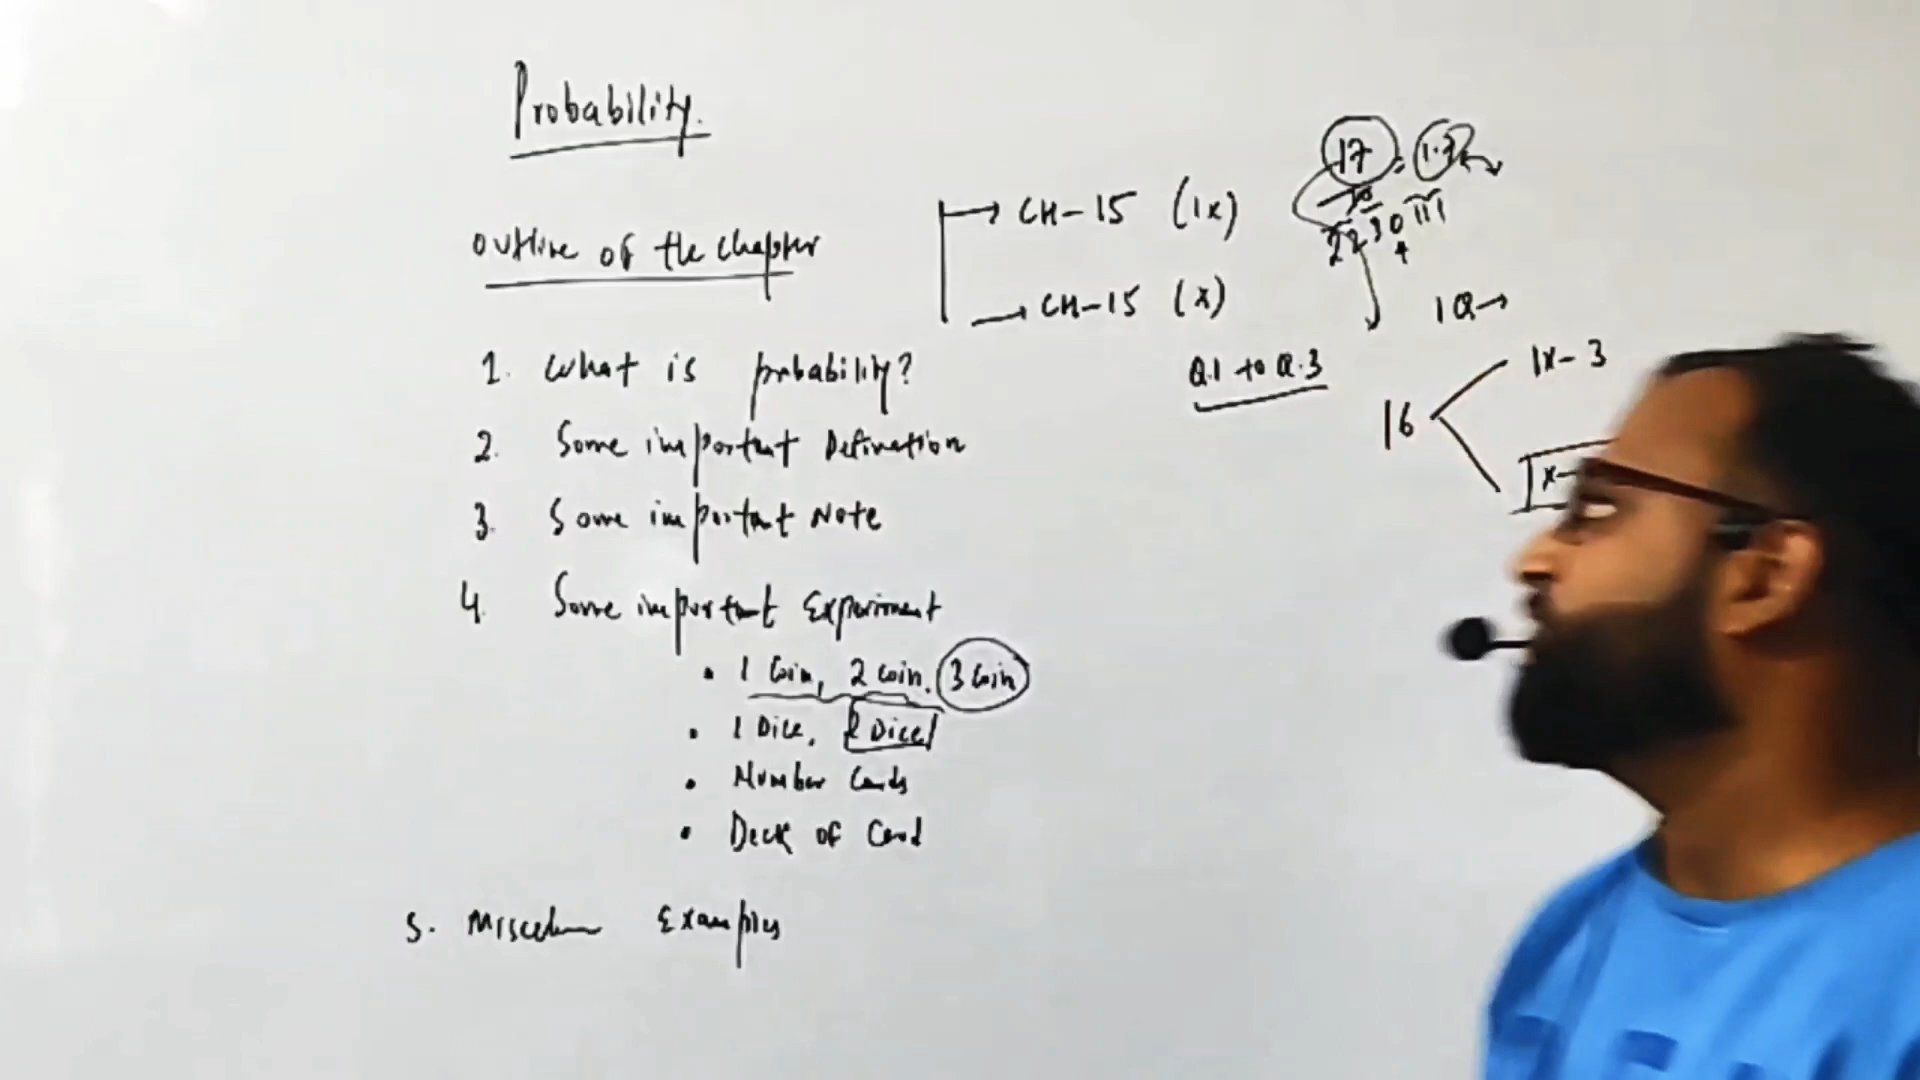 Probability.
outline of the chapter
1. What is probability?
2. Some important Defination
3. Some important Note
4. Some important Experiment
• 1 Coin, 2 coin, 3 Coin
• 1 Dice, 2 Dice
• Number Cards
• Deck of Card
5. Examples
CH-15 (IX)
CH-15 (X)
Q.1 to Q.3
17
1Q→
16
IX-3